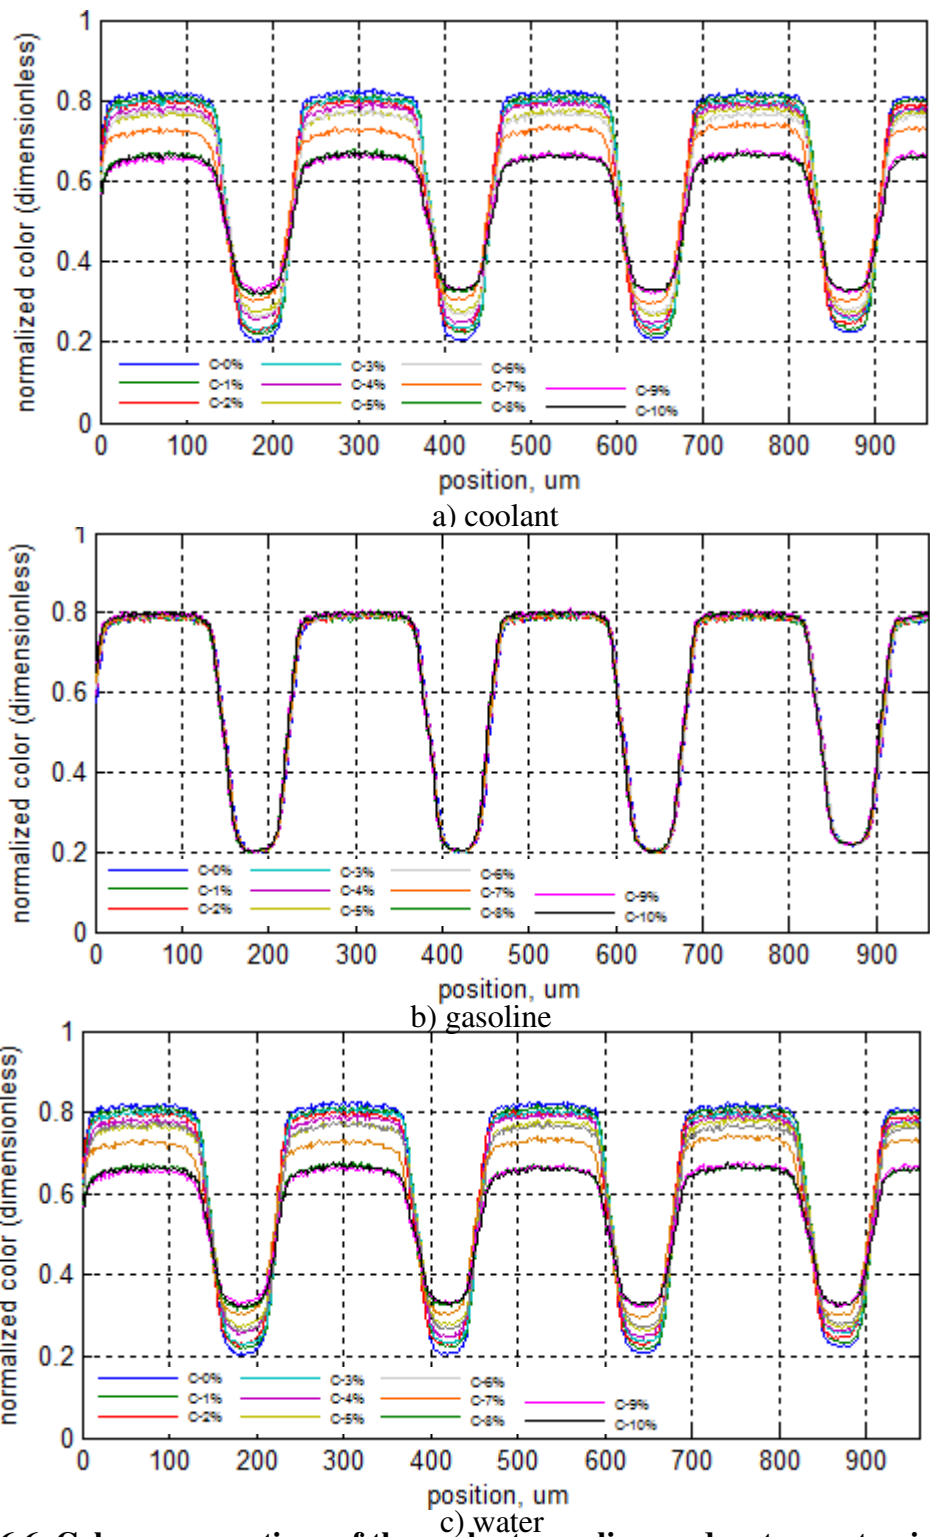 1
0.8
0.6
0.4
0.2
0
normalized color (dimensionless)
C-0% C-3% C-6%
C-1% C-4% C-7% C-9%
C-2% C-5% C-8% C-10%
0 100 200 300 400 500 600 700 800 900
position, um
a) coolant
1
0.8
0.6
0.4
0.2
0
normalized color (dimensionless)
C-0% C-3% C-6%
C-1% C-4% C-7% C-9%
C-2% C-5% C-8% C-10%
0 100 200 300 400 500 600 700 800 900
position, um
b) gasoline
1
0.8
0.6
0.4
0.2
0
normalized color (dimensionless)
C-0% C-3% C-6%
C-1% C-4% C-7% C-9%
C-2% C-5% C-8% C-10%
0 100 200 300 400 500 600 700 800 900
position, um
c) water